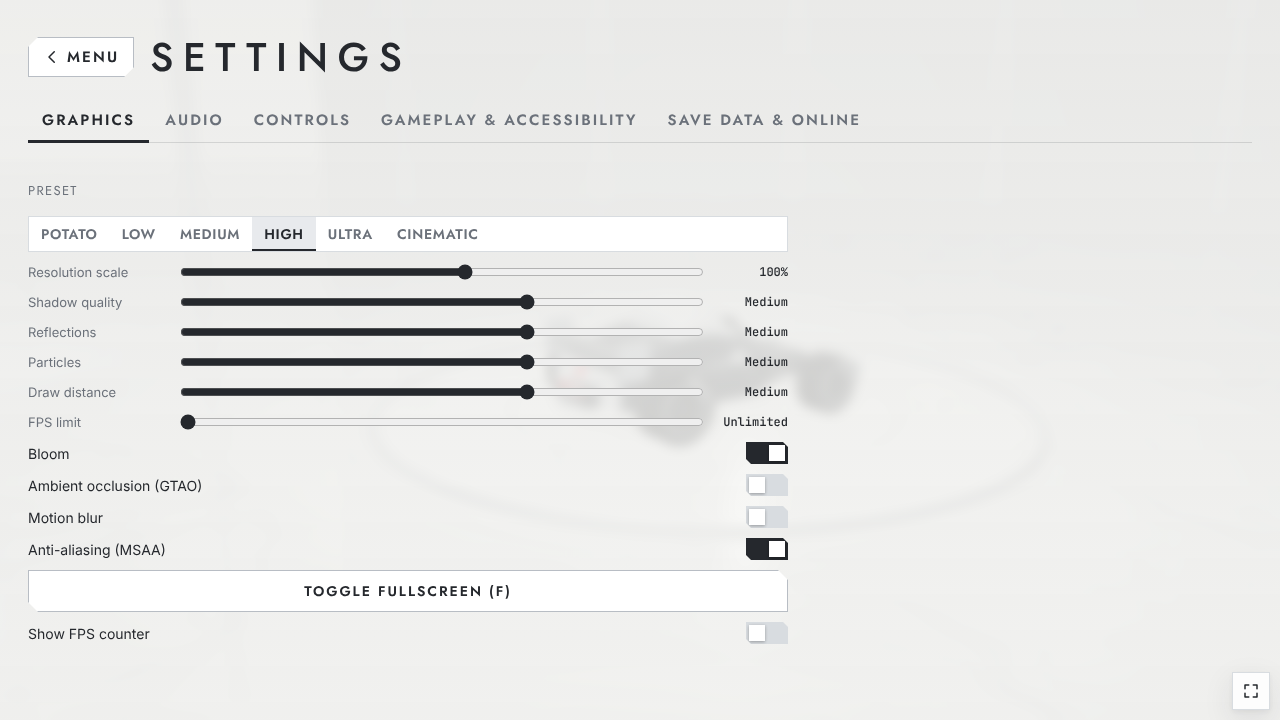 MENU
SETTINGS
GRAPHICS AUDIO CONTROLS GAMEPLAY & ACCESSIBILITY SAVE DATA & ONLINE
PRESET
POTATO LOW MEDIUM HIGH ULTRA CINEMATIC
Resolution scale 100%
Shadow quality Medium
Reflections Medium
Particles Medium
Draw distance Medium
FPS limit Unlimited
Bloom
Ambient occlusion (GTAO)
Motion blur
Anti-aliasing (MSAA)
TOGGLE FULLSCREEN (F)
Show FPS counter